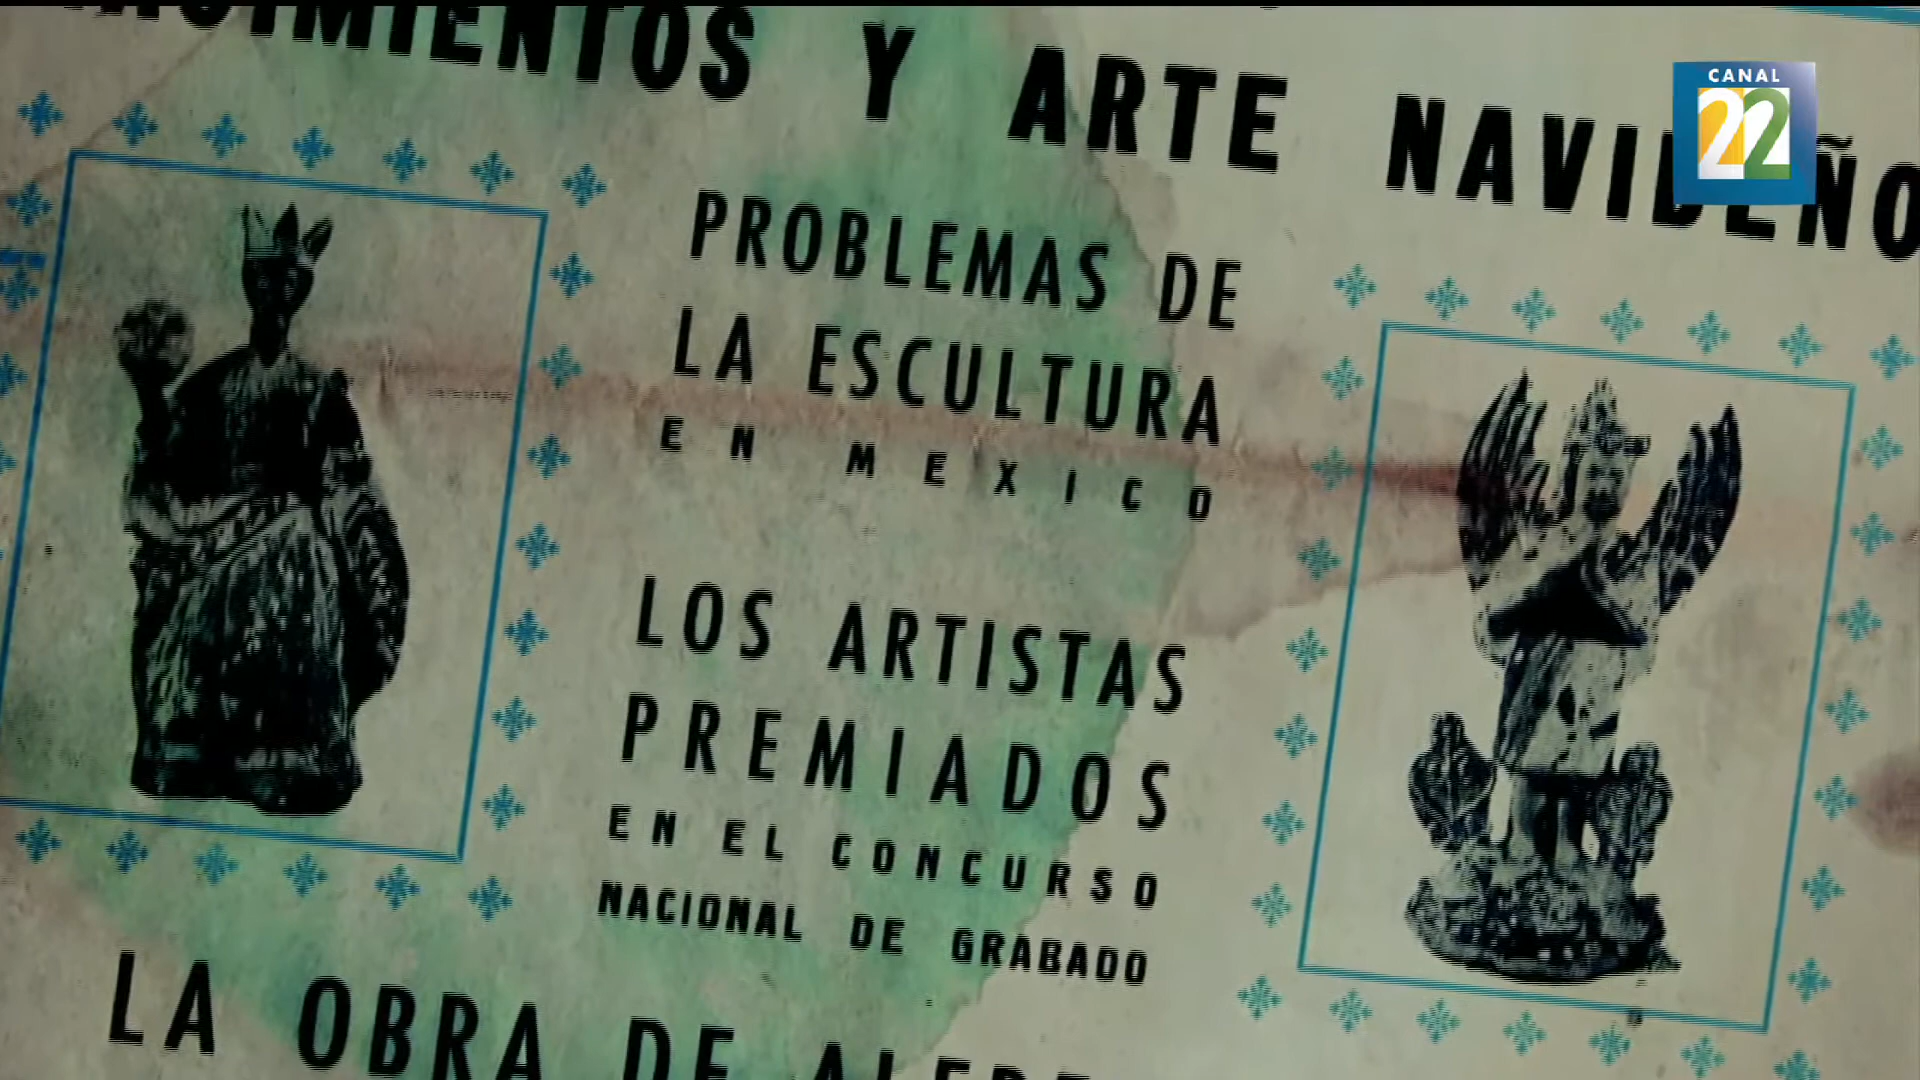 NACIMIENTOS Y ARTE NAVIDEÑO
CANAL
22
PROBLEMAS DE
LA ESCULTURA
EN MEXICO
LOS ARTISTAS
PREMIADOS
EN EL CONCURSO
NACIONAL DE GRABADO
LA OBRA DE